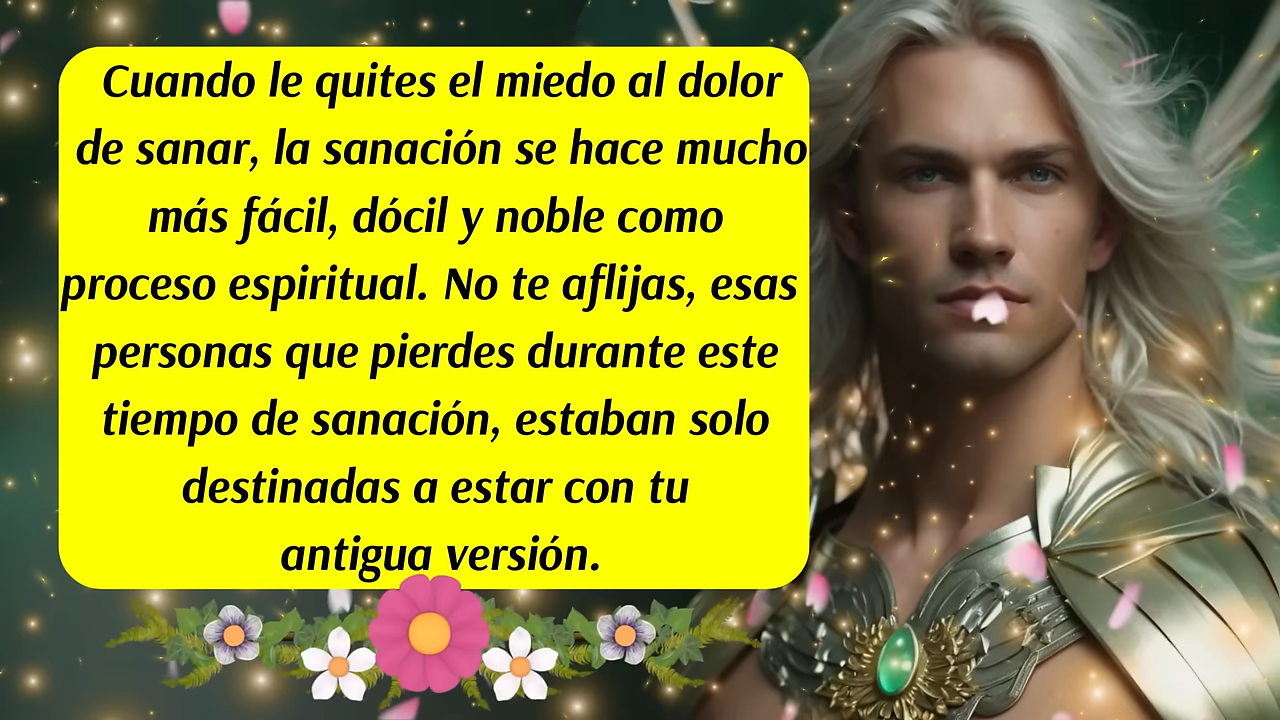 Cuando le quites el miedo al dolor
de sanar, la sanación se hace mucho
más fácil, dócil y noble como
proceso espiritual. No te aflijas, esas
personas que pierdes durante este
tiempo de sanación, estaban solo
destinadas a estar con tu
antigua versión.